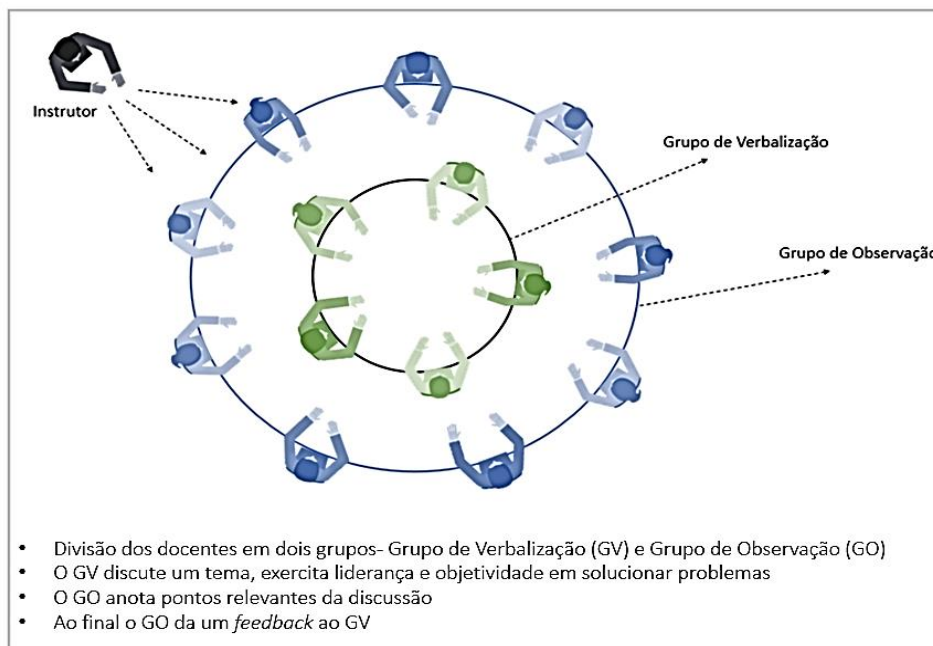 Instrutor
Grupo de Verbalização
Grupo de Observação
• Divisão dos docentes em dois grupos- Grupo de Verbalização (GV) e Grupo de Observação (GO)
• O GV discute um tema, exercita liderança e objetividade em solucionar problemas
• O GO anota pontos relevantes da discussão
• Ao final o GO da um feedback ao GV